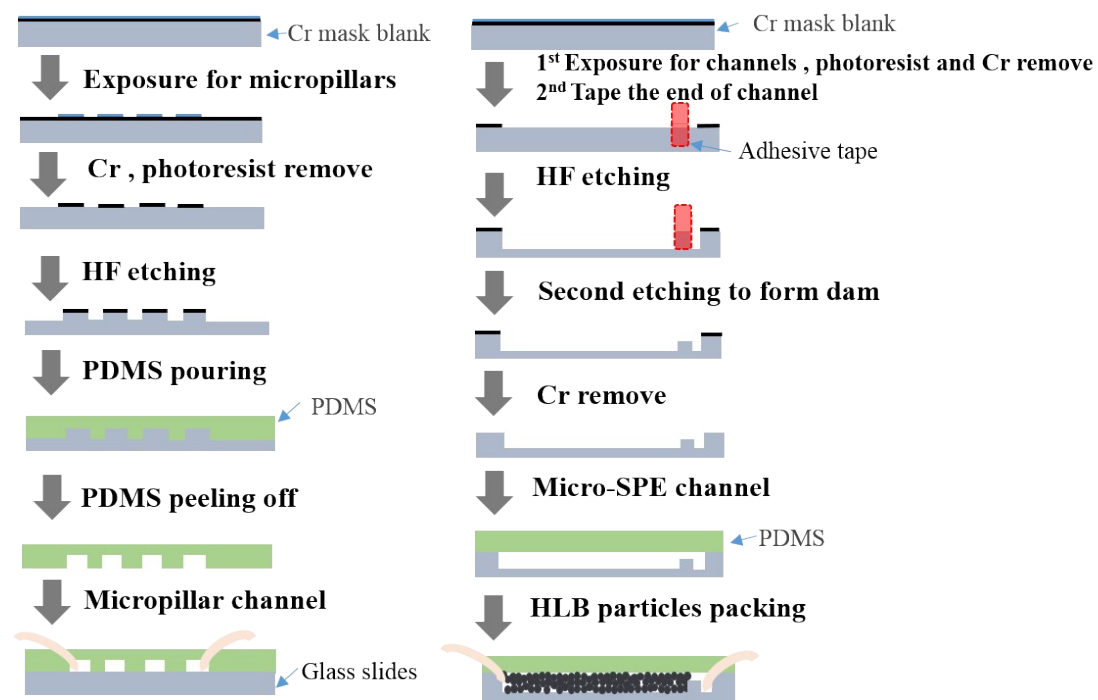 Cr mask blank
Exposure for micropillars
Cr , photoresist remove
HF etching
PDMS pouring
PDMS
PDMS peeling off
Micropillar channel
Glass slides
Cr mask blank
1st Exposure for channels , photoresist and Cr remove
2nd Tape the end of channel
Adhesive tape
HF etching
Second etching to form dam
Cr remove
Micro-SPE channel
PDMS
HLB particles packing